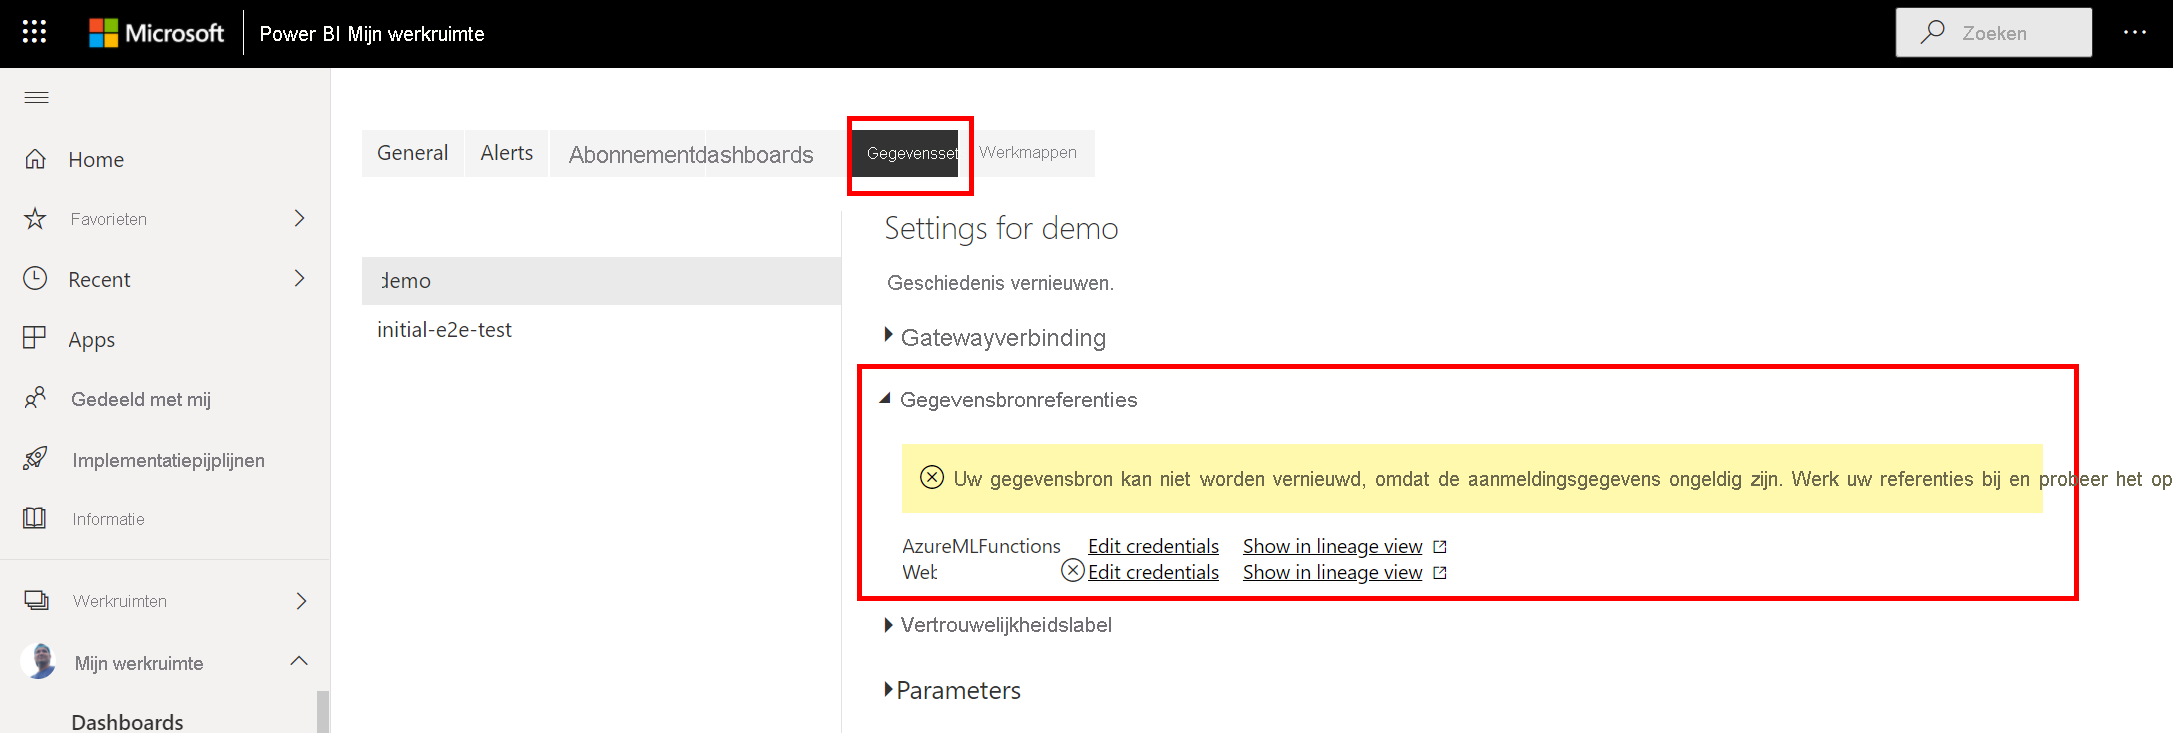 Microsoft Power BI Mijn werkruimte Zoeken ...
Home
Favorieten
Recent
Apps
Gedeeld met mij
Implementatiepijplijnen
Informatie
Werkruimten
Mijn werkruimte
Dashboards
General Alerts Abonnementdashboards Gegevensset Werkmappen
demo
initial-e2e-test
Settings for demo
Geschiedenis vernieuwen.
Gatewayverbinding
Gegevensbronreferenties
Uw gegevensbron kan niet worden vernieuwd, omdat de aanmeldingsgegevens ongeldig zijn. Werk uw referenties bij en probeer het op
AzureMLFunctions Edit credentials Show in lineage view
Web Edit credentials Show in lineage view
Vertrouwelijkheidslabel
Parameters